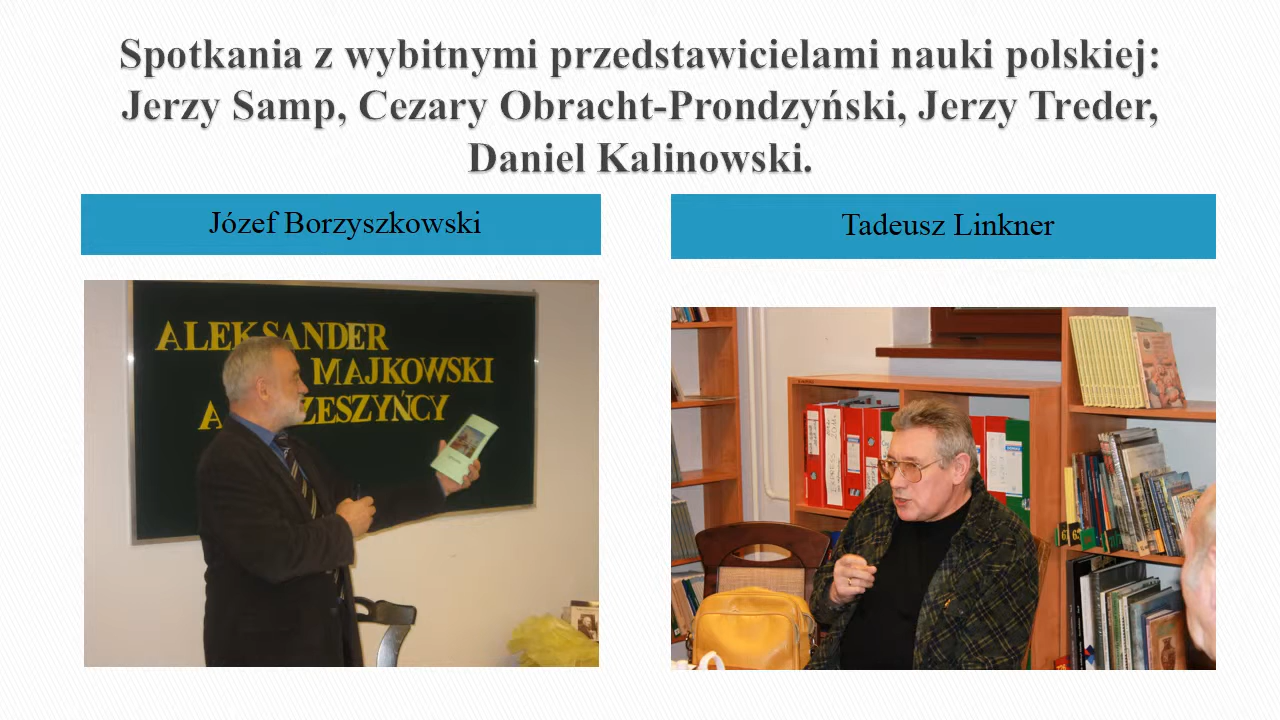 Spotkania z wybitnymi przedstawicielami nauki polskiej:
Jerzy Samp, Cezary Obracht-Prondzyński, Jerzy Treder,
Daniel Kalinowski.
Józef Borzyszkowski
Tadeusz Linkner
ALEKSANDER
MAJKOWSKI
A
ZESZYŃCY